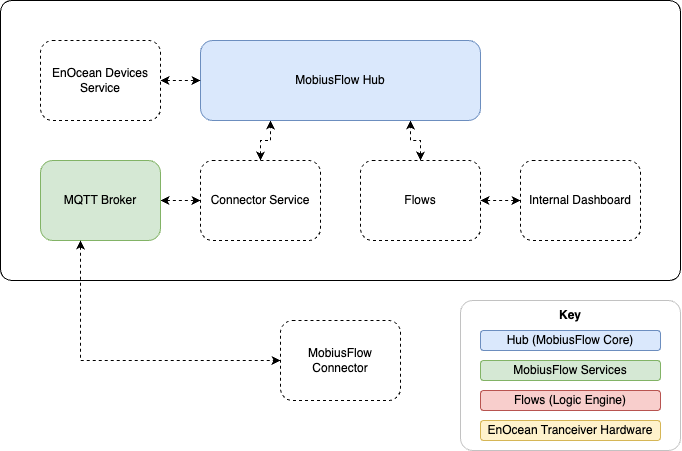 EnOcean Devices
Service
MobiusFlow Hub
MQTT Broker
Connector Service
Flows
Internal Dashboard
MobiusFlow
Connector
Key
Hub (MobiusFlow Core)
MobiusFlow Services
Flows (Logic Engine)
EnOcean Tranceiver Hardware